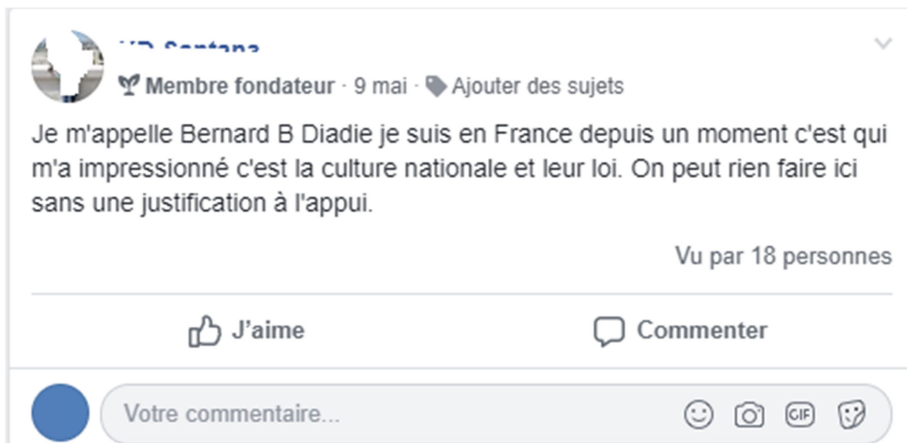 Membre fondateur · 9 mai · Ajouter des sujets
Je m'appelle Bernard B Diadie je suis en France depuis un moment c'est qui
m'a impressionné c'est la culture nationale et leur loi. On peut rien faire ici
sans une justification à l'appui.
Vu par 18 personnes
J'aime
Commenter
Votre commentaire...
GIF